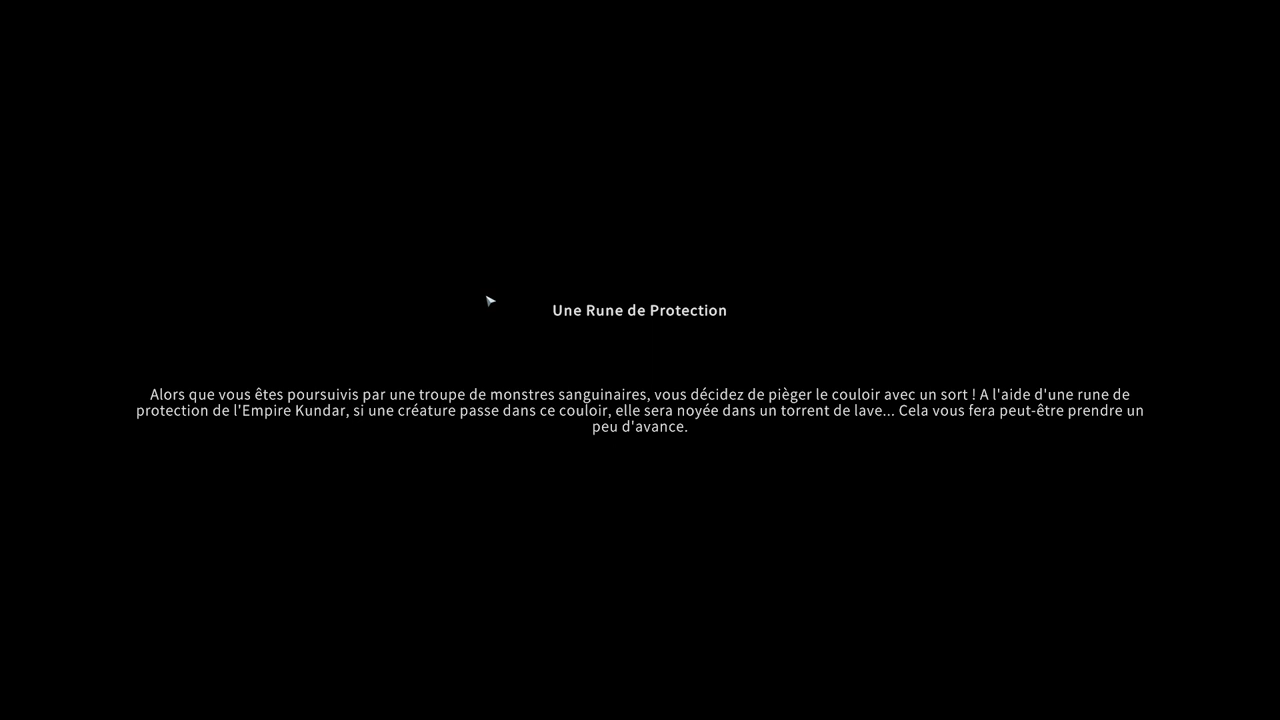 Une Rune de Protection
Alors que vous êtes poursuivis par une troupe de monstres sanguinaires, vous décidez de pièger le couloir avec un sort ! A l'aide d'une rune de
protection de l'Empire Kundar, si une créature passe dans ce couloir, elle sera noyée dans un torrent de lave... Cela vous fera peut-être prendre un
peu d'avance.